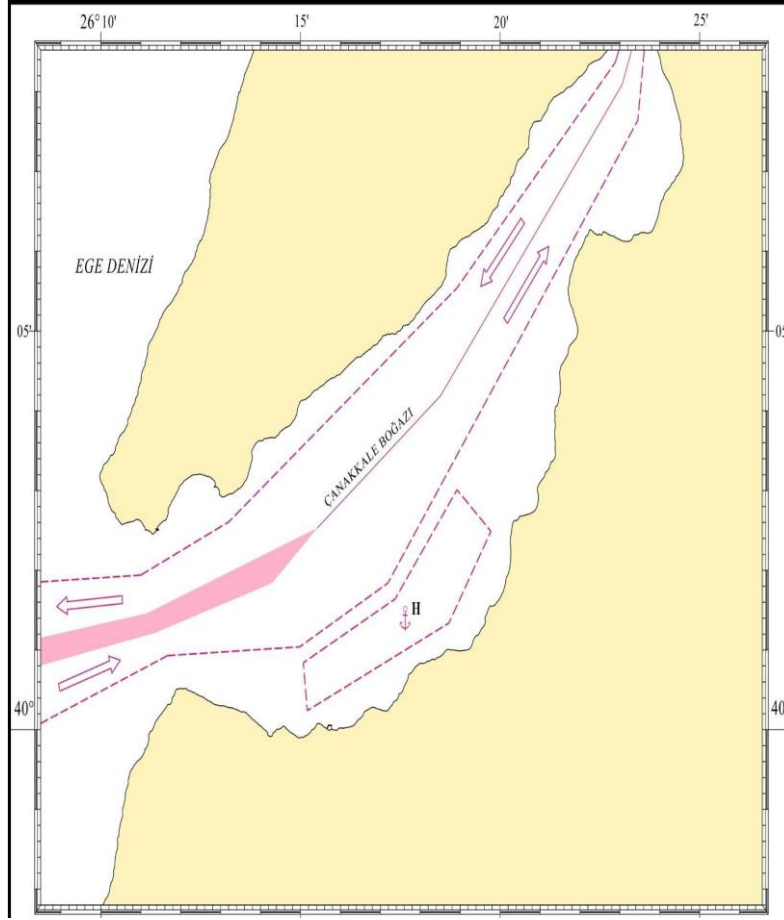 26°10' 15' 20' 25'
EGE DENİZİ
05' 05
ÇANAKKALE BOĞAZI
H
40° 40